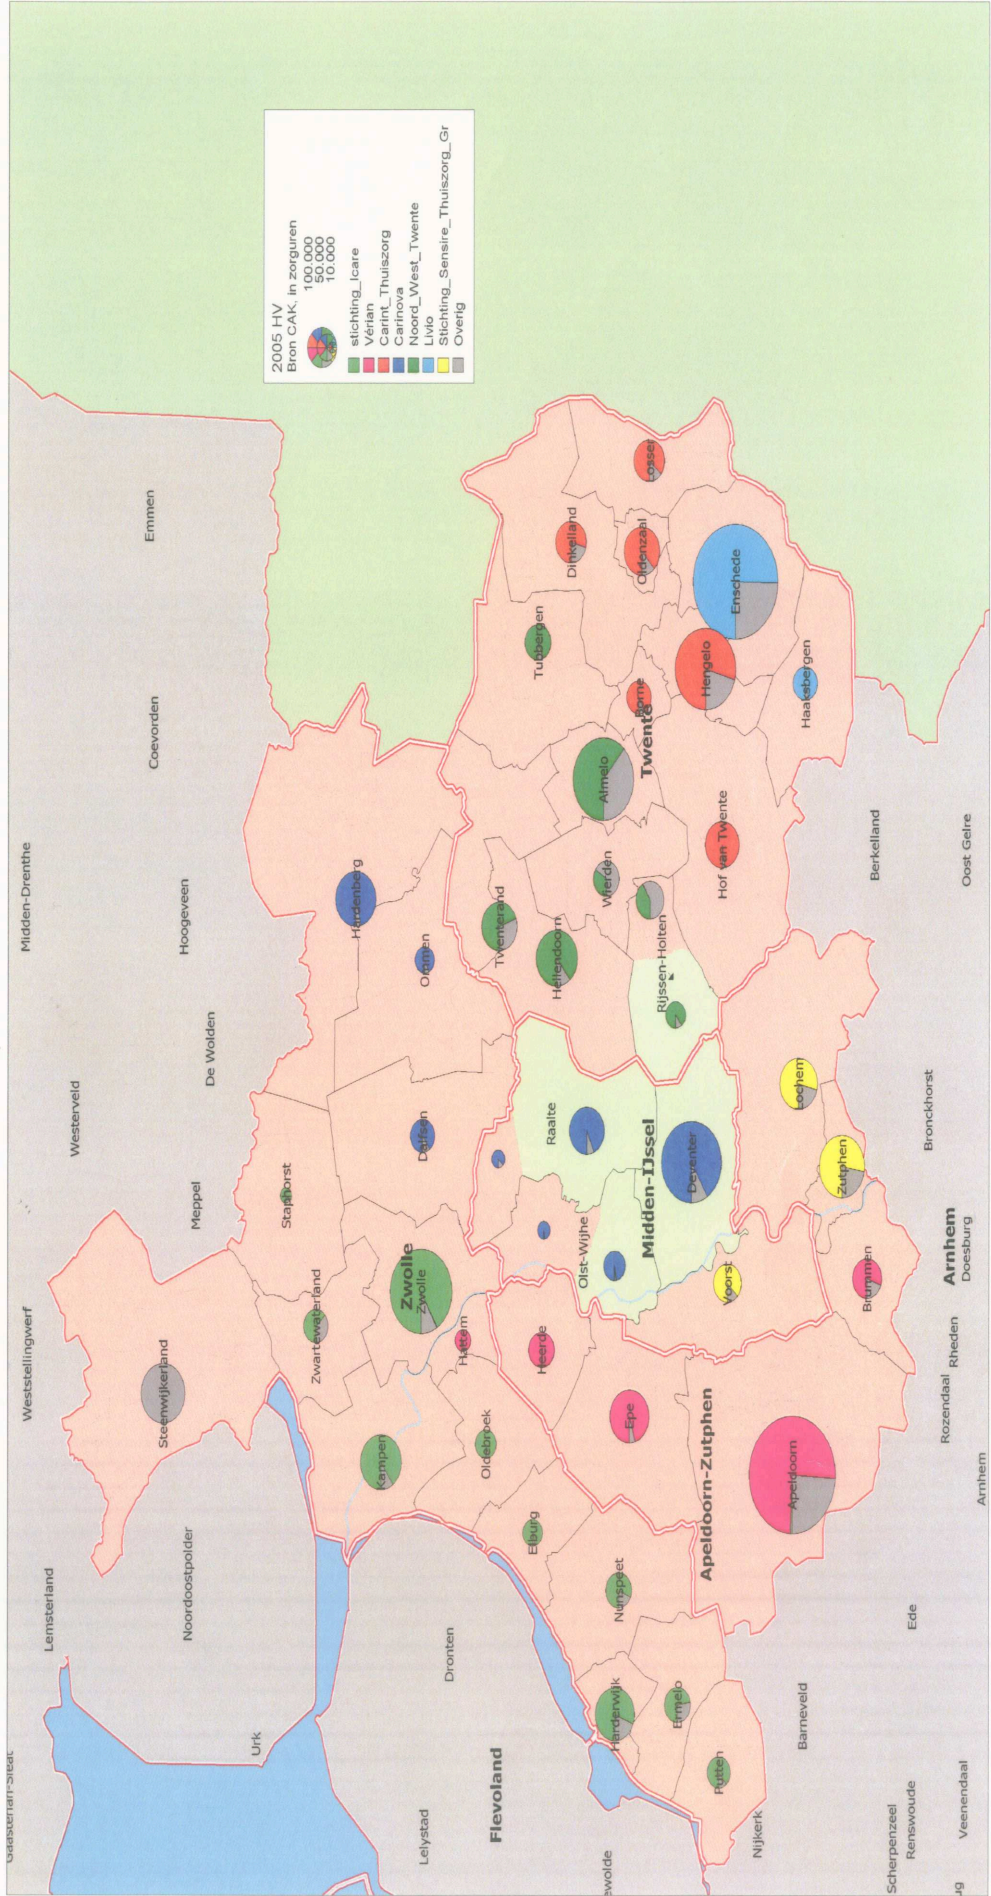 2005 HV
Bron CAK, in zorguren
100.000
50.000
10.000
stichting_Icare
Vérian
Carint_Thuiszorg
Carinova
Noord_West_Twente
Livio
Stichting_Sensire_Thuiszorg_Gr
Overig
Lemsterland
Weststellingwerf
Westerveld
Midden-Drenthe
Emmen
Noordoostpolder
Steenwijkerland
Meppel
De Wolden
Hoogeveen
Coevorden
Urk
Staphorst
Zwartewaterland
Hardenberg
Kampen
Zwolle
Zwolle
Dalfsen
Ommen
Lelystad
Dronten
Hattem
Oldebroek
Flevoland
Elburg
Heerde
Twenterand
Tubbergen
Raalte
Hellendoorn
Dinkelland
Olst-Wijhe
Harderwijk
Nunspeet
Epe
Wierden
Almelo
Oldenzaal
Losser
Borne
Twente
Midden-IJssel
Rijssen-Holten
Ermelo
Deventer
Hengelo
Enschede
Apeldoorn-Zutphen
Putten
Voorst
Hof van Twente
Nijkerk
Apeldoorn
Lochem
Haaksbergen
Barneveld
Zutphen
Brummen
Berkelland
Scherpenzeel
Renswoude
Ede
Bronckhorst
Rozendaal
Rheden
Arnhem
Doesburg
Veenendaal
Arnhem
Oost Gelre
ewolde
ug